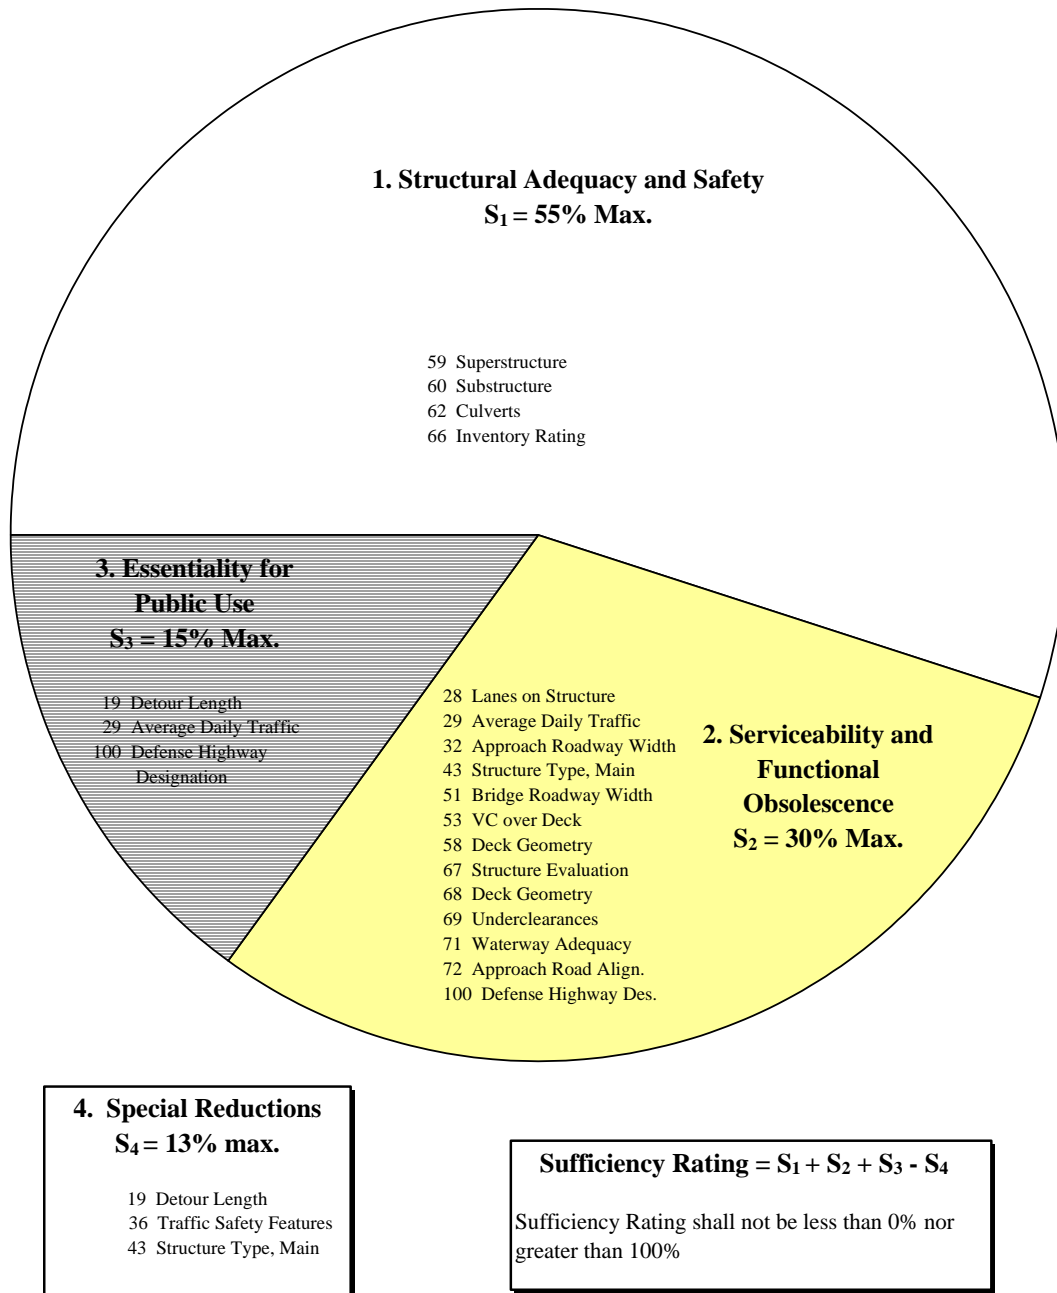 1. Structural Adequacy and Safety
S₁ = 55% Max.
59 Superstructure
60 Substructure
62 Culverts
66 Inventory Rating
3. Essentiality for
Public Use
S₃ = 15% Max.
19 Detour Length
29 Average Daily Traffic
100 Defense Highway
Designation
28 Lanes on Structure
29 Average Daily Traffic
32 Approach Roadway Width
43 Structure Type, Main
51 Bridge Roadway Width
53 VC over Deck
58 Deck Geometry
67 Structure Evaluation
68 Deck Geometry
69 Underclearances
71 Waterway Adequacy
72 Approach Road Align.
100 Defense Highway Des.
2. Serviceability and
Functional
Obsolescence
S₂ = 30% Max.
4. Special Reductions
S₄ = 13% max.
19 Detour Length
36 Traffic Safety Features
43 Structure Type, Main
Sufficiency Rating = S₁ + S₂ + S₃ - S₄
Sufficiency Rating shall not be less than 0% nor
greater than 100%